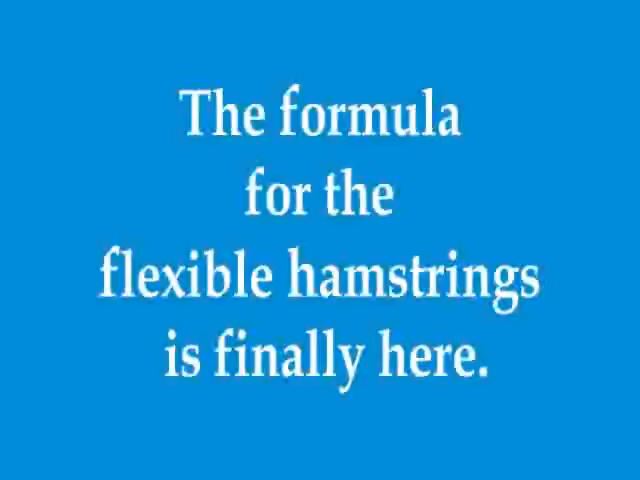 The formula
for the
flexible hamstrings
is finally here.